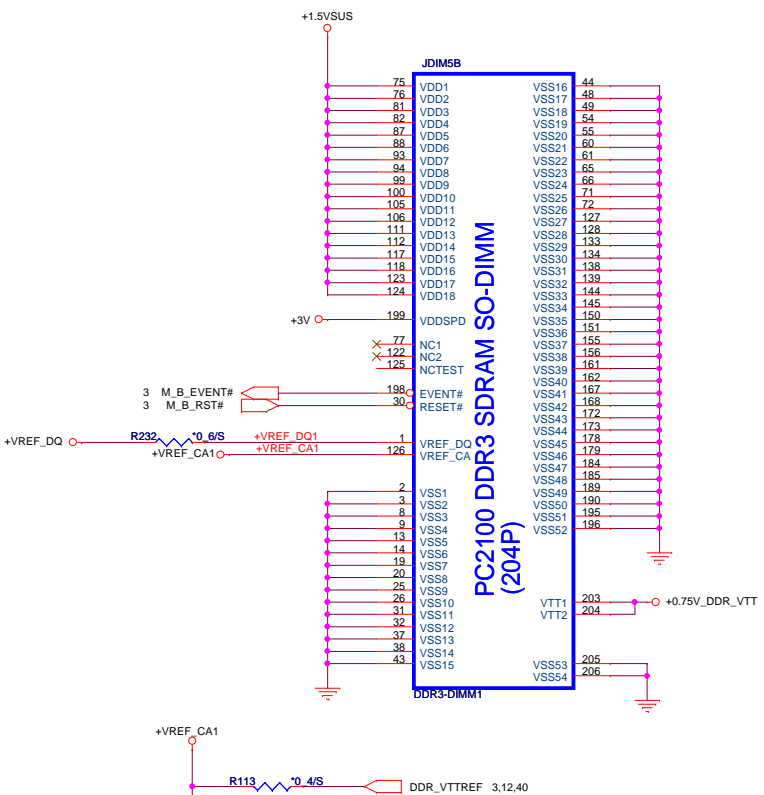 +1.5VSUS
JDIM5B
75 VDD1 VSS16 44
76 VDD2 VSS17 48
81 VDD3 VSS18 49
82 VDD4 VSS19 54
87 VDD5 VSS20 55
88 VDD6 VSS21 60
93 VDD7 VSS22 61
94 VDD8 VSS23 65
99 VDD9 VSS24 66
100 VDD10 VSS25 71
105 VDD11 VSS26 72
106 VDD12 VSS27 127
111 VDD13 VSS28 128
112 VDD14 VSS29 133
117 VDD15 VSS30 134
118 VDD16 VSS31 138
123 VDD17 VSS32 139
124 VDD18 VSS33 144
VSS34 145
+3V 199 VDDSPD VSS35 150
VSS36 151
77 NC1 VSS37 155
122 NC2 VSS38 156
125 NCTEST VSS39 161
VSS40 162
3 M_B_EVENT# 198 EVENT# VSS41 167
3 M_B_RST# 30 RESET# VSS42 168
VSS43 172
VSS44 173
+VREF_DQ R232 *0_6/S +VREF_DQ1 1 VREF_DQ VSS45 178
+VREF_CA1 +VREF_CA1 126 VREF_CA VSS46 179
VSS47 184
VSS48 185
2 VSS1 VSS49 189
3 VSS2 VSS50 190
8 VSS3 VSS51 195
9 VSS4 VSS52 196
13 VSS5
14 VSS6
19 VSS7
20 VSS8
25 VSS9
26 VSS10 VTT1 203 +0.75V_DDR_VTT
31 VSS11 VTT2 204
32 VSS12
37 VSS13
38 VSS14
43 VSS15 VSS53 205
VSS54 206
PC2100 DDR3 SDRAM SO-DIMM
(204P)
DDR3-DIMM1
+VREF_CA1
R113 *0_4/S DDR_VTTREF 3,12,40